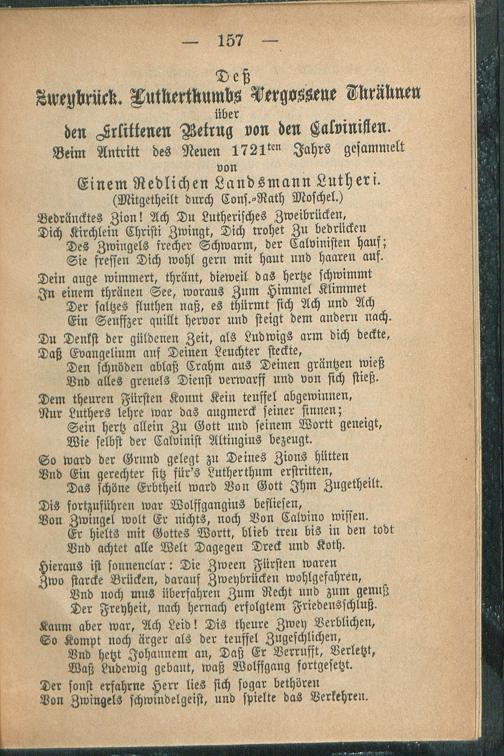 — 157 —
Deß
Zweybrück. Lutherthumbs Vergossene Thrähnen
über
den Erlittenen Betrug von den Calvinisten.
Beim Antritt des Neuen 1721ten Jahrs gesammelt
von
Einem Redlichen Landsmann Lutheri.
(Mitgetheilt durch Cons.-Rath Moschel.)
Bedräncktes Zion! Ach Du Lutherisches Zweibrücken,
Dich Kirchlein Christi Zwingt, Dich trohet Zu bedrücken
Des Zwingels frecher Schwarm, der Calvinisten hauf;
Sie fressen Dich wohl gern mit haut und haaren auf.
Dein auge wimmert, thränt, dieweil das hertze schwimmt
In einem thränen See, woraus Zum Himmel Klimmet
Der saltzes fluthen naß, es thürmt sich Ach und Ach
Ein Seuffzer quillt hervor und steigt dem andern nach.
Du Denkst der güldenen Zeit, als Ludwigs arm dich deckte,
Daß Evangelium auf Deinen Leuchter steckte,
Den schnöden ablaß Crahm aus Deinen gräntzen wieß
Vnd alles greuels Dienst verwarff und von sich stieß.
Dem theuren Fürsten Konnt Kein teuffel abgewinnen,
Nur Luthers lehre war das augmerck seiner sinnen;
Sein hertz allein Zu Gott und seinem Wortt geneigt,
Wie selbst der Calvinist Altingius bezeugt.
So ward der Grund gelegt zu Deines Zions hütten
Vnd Ein gerechter sitz für's Lutherthum erstritten,
Das schöne Erbtheil ward Von Gott Ihm Zugetheilt.
Dis fortzuführen war Wolffgangius beflieſen,
Von Zwingel wolt Er nichts, noch Von Calvino wissen.
Er hielts mit Gottes Wortt, blieb treu bis in den todt
Vnd achtet alle Welt Dagegen Dreck und Koth.
Hieraus ist sonnenclar: Die Zween Fürsten waren
Zwo starcke Brücken, darauf Zweybrücken wohlgefahren,
Vnd noch mus überfahren Zum Recht und zum genuß
Der Freyheit, nach hernach erfolgtem Friedensschluß.
Kaum aber war, Ach Leid! Dis theure Zwey Verblichen,
So Kompt noch ärger als der teuffel Zugeschlichen,
Vnd hetzt Johannem an, Daß Er Verrufft, Verletzt,
Waß Ludewig gebaut, waß Wolffgang fortgesetzt.
Der sonst erfahrne Herr lies sich sogar bethören
Von Zwingels schwindelgeist, und spielte das Verkehren.